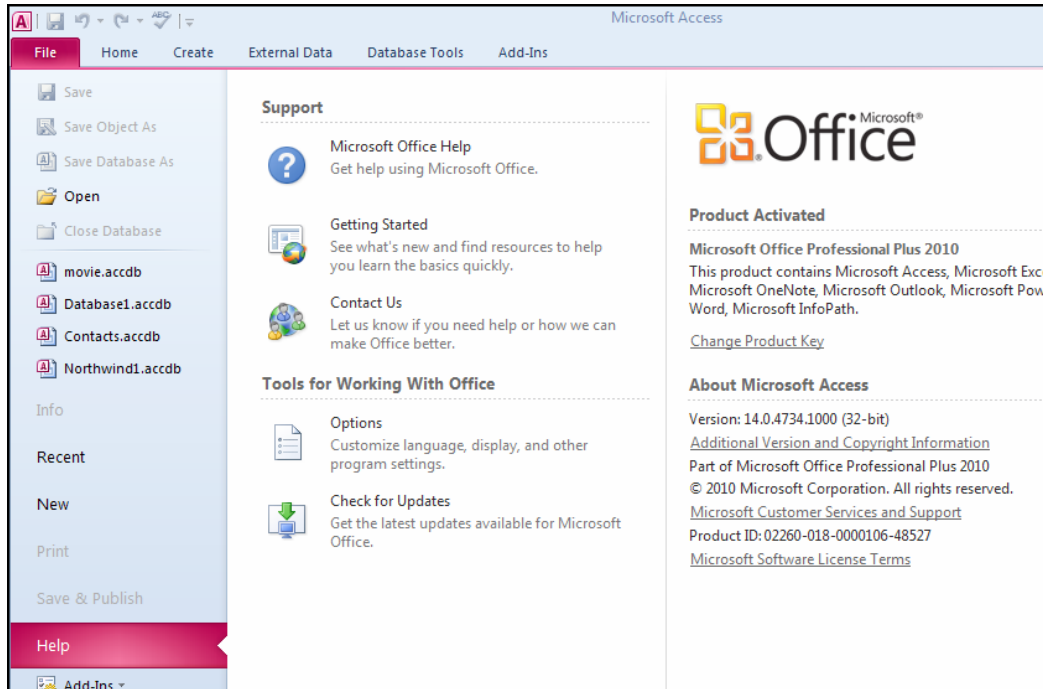 Microsoft Access
File Home Create External Data Database Tools Add-Ins
Save
Save Object As
Save Database As
Open
Close Database
movie.accdb
Database1.accdb
Contacts.accdb
Northwind1.accdb
Info
Recent
New
Print
Save & Publish
Help
Add-Ins
Support
Microsoft Office Help
Get help using Microsoft Office.
Getting Started
See what's new and find resources to help
you learn the basics quickly.
Contact Us
Let us know if you need help or how we can
make Office better.
Tools for Working With Office
Options
Customize language, display, and other
program settings.
Check for Updates
Get the latest updates available for Microsoft
Office.
Microsoft®
Office
Product Activated
Microsoft Office Professional Plus 2010
This product contains Microsoft Access, Microsoft Exc
Microsoft OneNote, Microsoft Outlook, Microsoft Pow
Word, Microsoft InfoPath.
Change Product Key
About Microsoft Access
Version: 14.0.4734.1000 (32-bit)
Additional Version and Copyright Information
Part of Microsoft Office Professional Plus 2010
© 2010 Microsoft Corporation. All rights reserved.
Microsoft Customer Services and Support
Product ID: 02260-018-0000106-48527
Microsoft Software License Terms